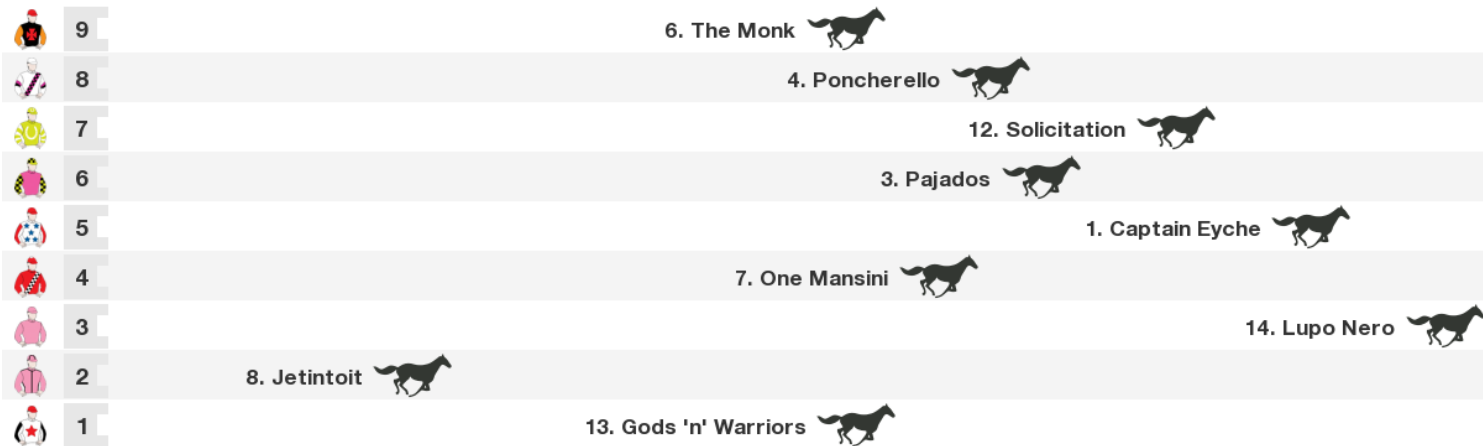 9 6. The Monk
8 4. Poncherello
7 12. Solicitation
6 3. Pajados
5 1. Captain Eyche
4 7. One Mansini
3 14. Lupo Nero
2 8. Jetintoit
1 13. Gods 'n' Warriors